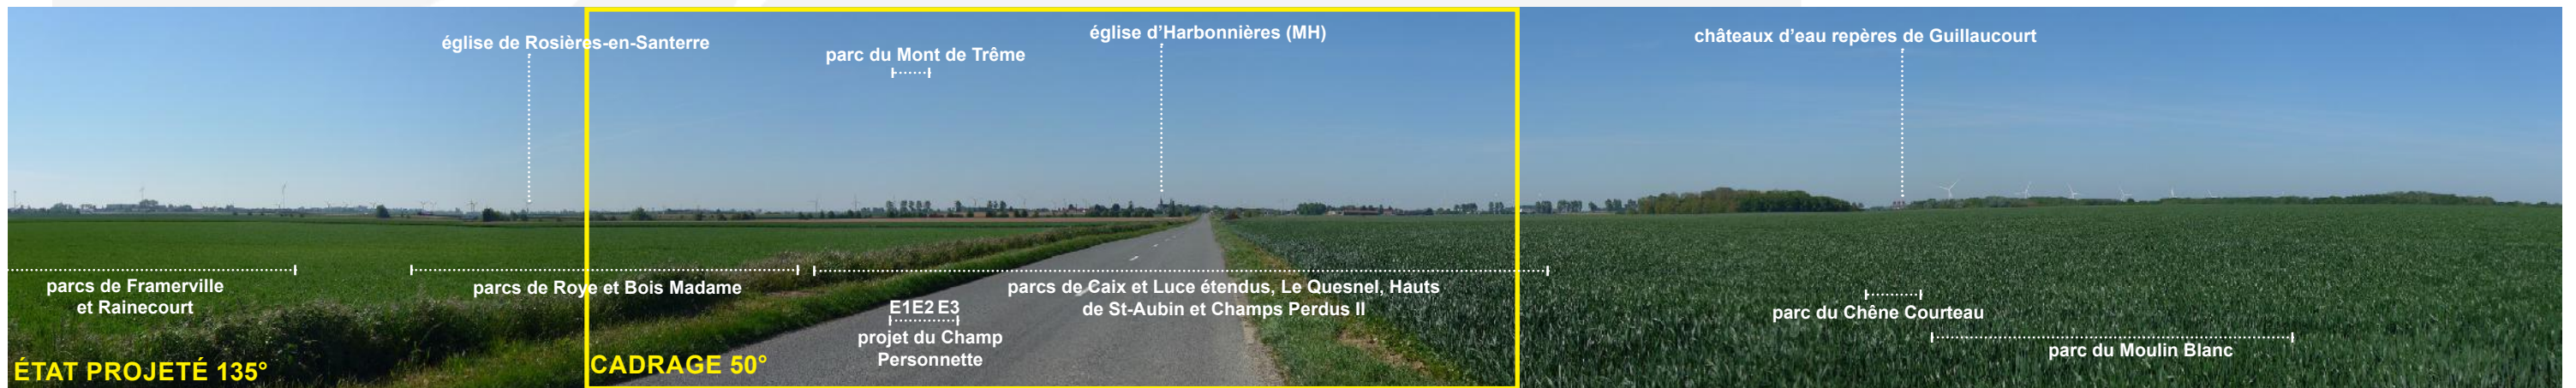 église de Rosières-en-Santerre
parc du Mont de Trême
église d'Harbonnières (MH)
châteaux d'eau repères de Guillaucourt
parcs de Framerville
et Rainecourt
parcs de Roye et Bois Madame
parcs de Caix et Luce étendus, Le Quesnel, Hauts
de St-Aubin et Champs Perdus II
E1 E2 E3
projet du Champ
Personnette
parc du Chêne Courteau
parc du Moulin Blanc
ÉTAT PROJETÉ 135°
CADRAGE 50°